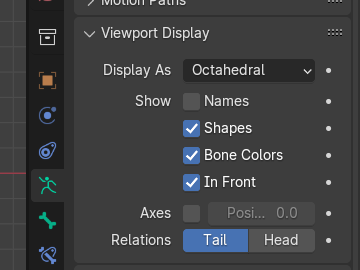 Motion Paths
Viewport Display
Display As Octahedral
Show Names
Shapes
Bone Colors
In Front
Axes Posi... 0.0
Relations Tail Head